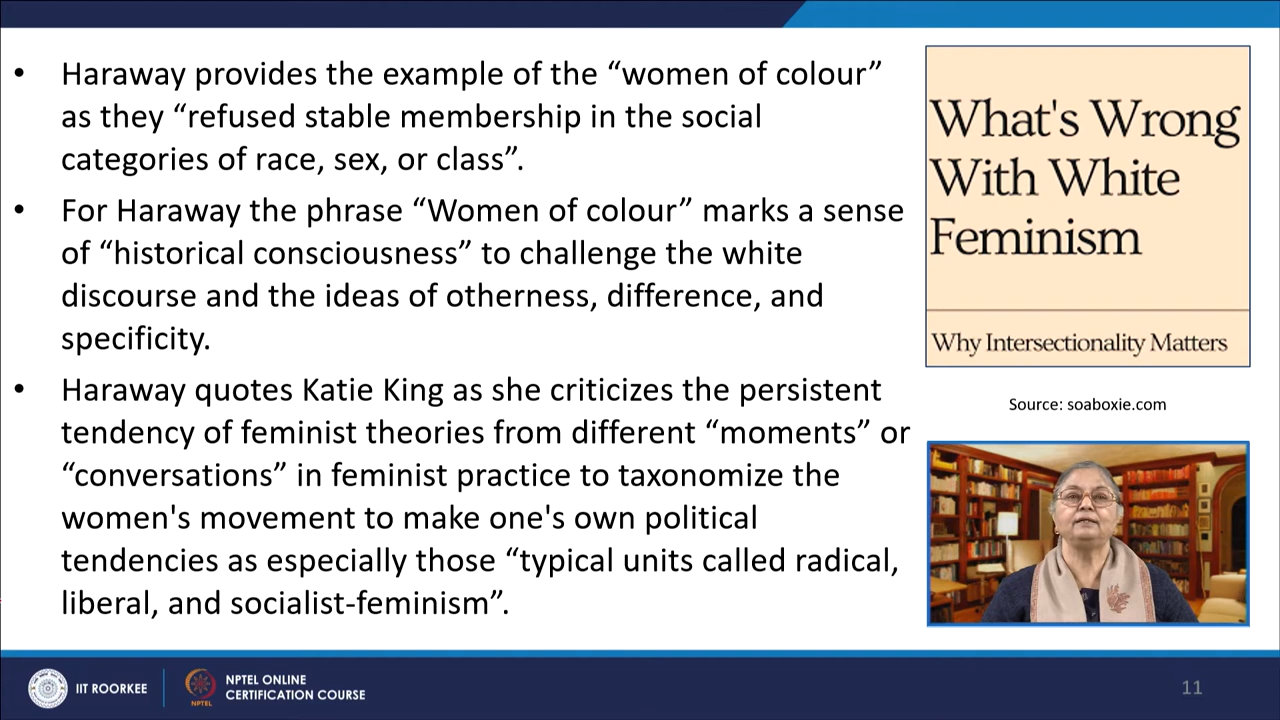 • Haraway provides the example of the “women of colour”
as they “refused stable membership in the social
categories of race, sex, or class”.
• For Haraway the phrase “Women of colour” marks a sense
of “historical consciousness” to challenge the white
discourse and the ideas of otherness, difference, and
specificity.
• Haraway quotes Katie King as she criticizes the persistent
tendency of feminist theories from different “moments” or
“conversations” in feminist practice to taxonomize the
women's movement to make one's own political
tendencies as especially those “typical units called radical,
liberal, and socialist-feminism”.
What's Wrong
With White
Feminism
Why Intersectionality Matters
Source: soaboxie.com
IIT ROORKEE
NPTEL
NPTEL ONLINE
CERTIFICATION COURSE
11